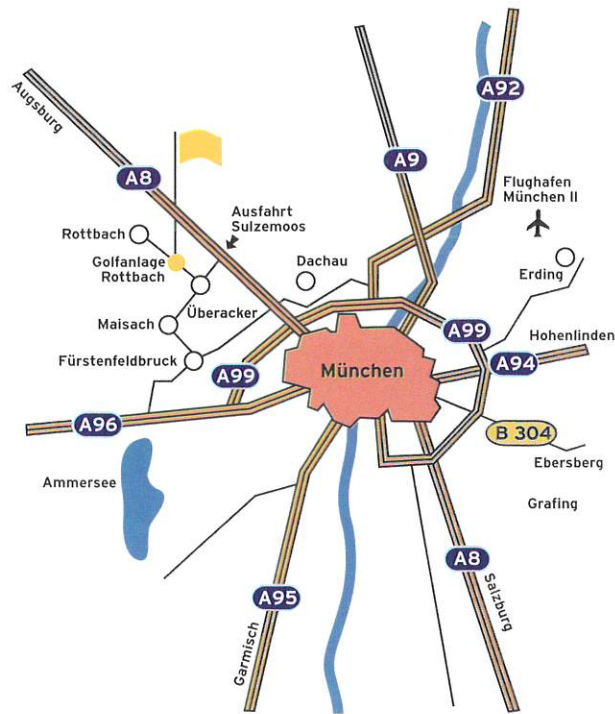 A92
Augsburg
A9
A8
Flughafen
München II
Ausfahrt
Sulzemoos
Rottbach
Dachau
Golfanlage
Rottbach
Erding
Überacker
Maisach
A99
Hohenlinden
Fürstenfeldbruck
A99
München
A94
A96
B 304
Ebersberg
Ammersee
Grafing
A8
Salzburg
A95
Garmisch